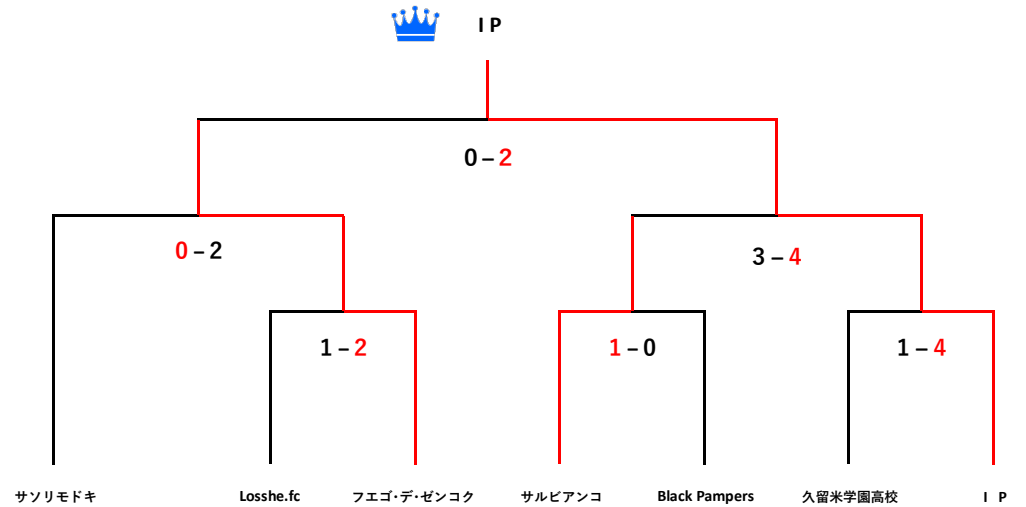 I P
0 – 2
0 – 2
3 – 4
1 – 2
1 – 0
1 – 4
サソリモドキ
Losshe.fc
フエゴ・デ・ゼンコク
サルビアンコ
Black Pampers
久留米学園高校
I P